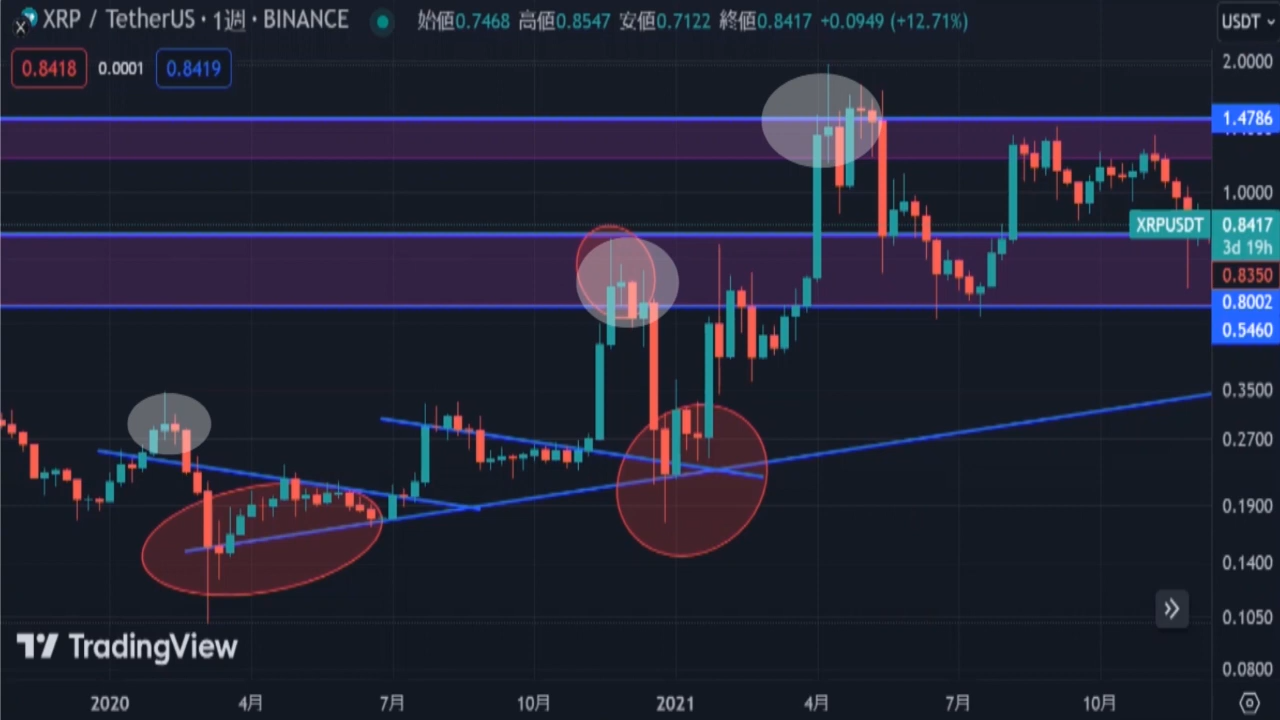 XRP / TetherUS · 1週 · BINANCE 始値0.7468 高値0.8547 安値0.7122 終値0.8417 +0.0949 (+12.71%) USDT
0.8418 0.0001 0.8419
2.0000
1.4786
1.0000
XRPUSDT 0.8417
3d 19h
0.8350
0.8002
0.5460
0.3500
0.2700
0.1900
0.1400
0.1050
TradingView
0.0800
2020 4月 7月 10月 2021 4月 7月 10月